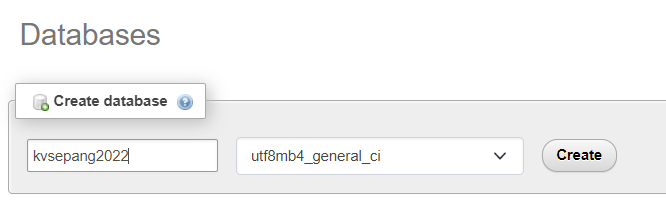 Databases
Create database
kvsepang2022
utf8mb4_general_ci
Create